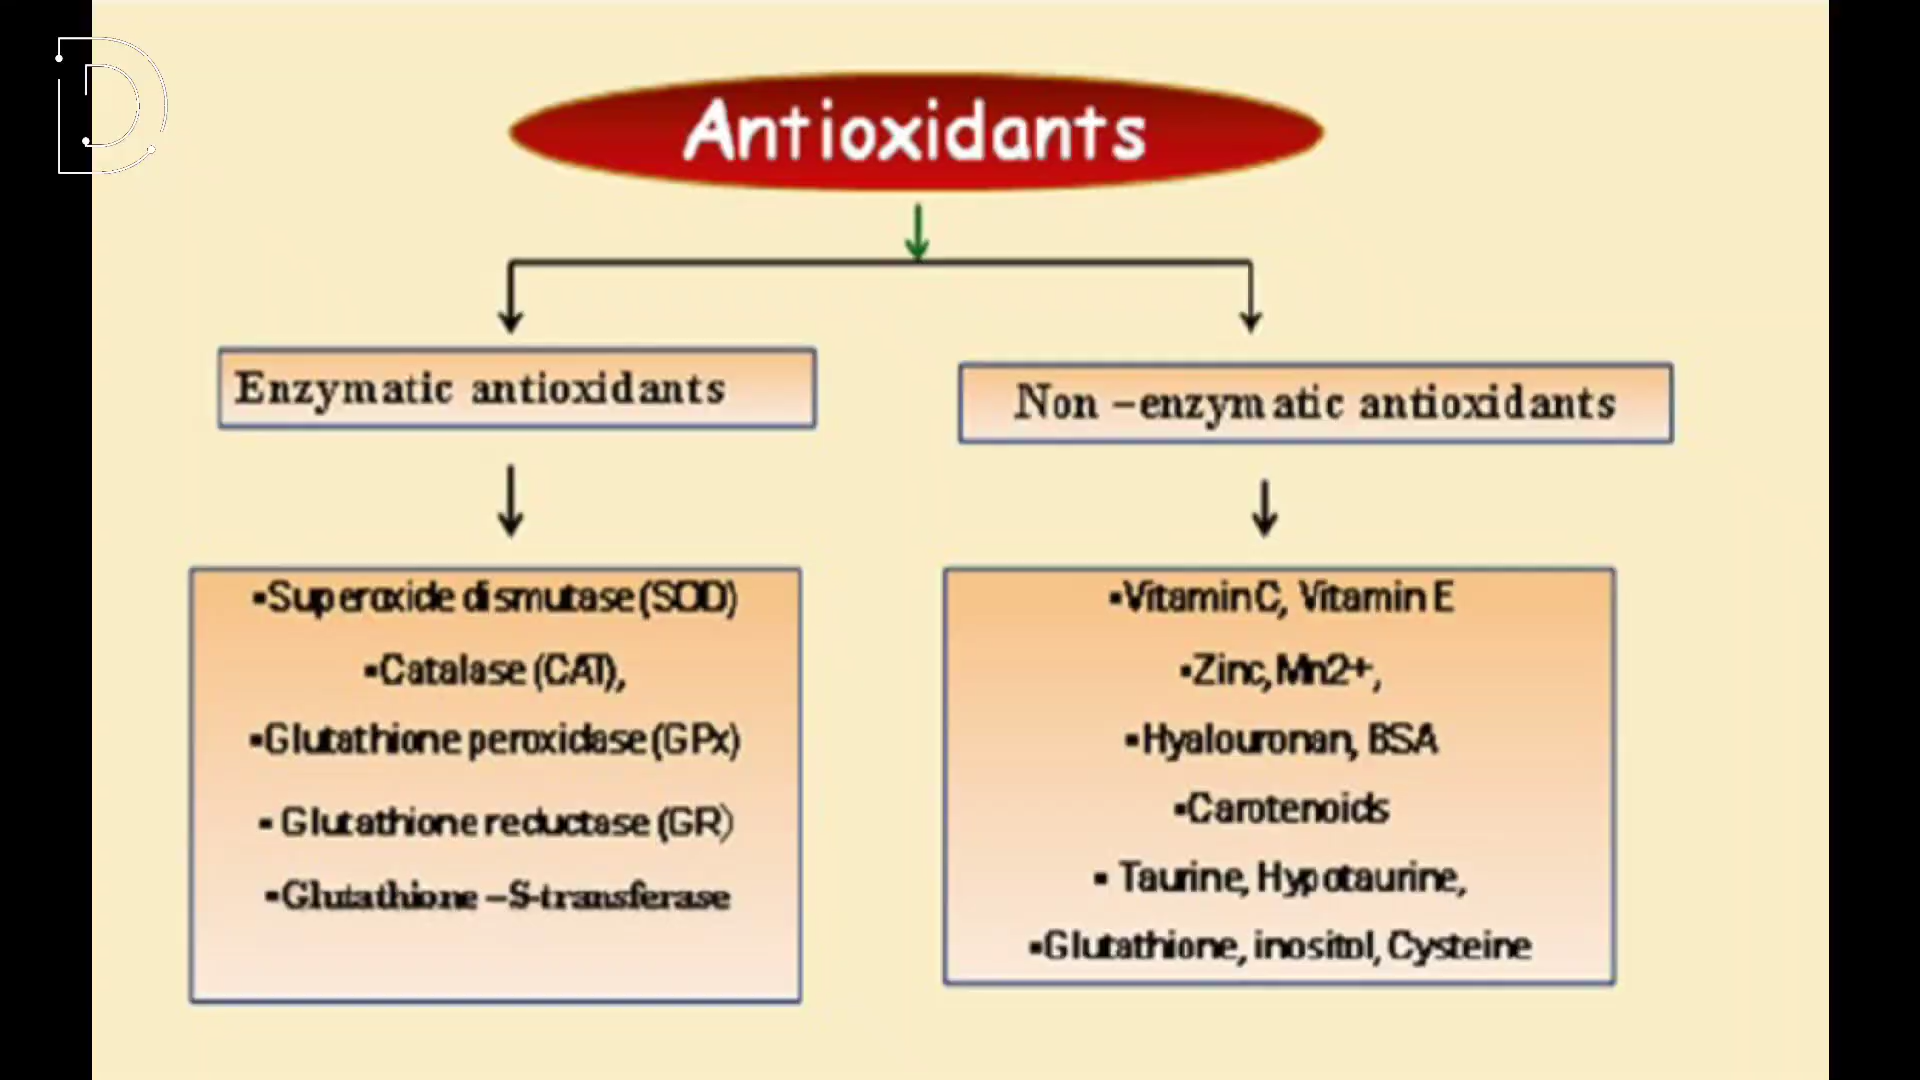 Antioxidants
Enzymatic antioxidants
Non –enzymatic antioxidants
▪Superoxide dismutase (SOD)
▪Catalase (CAT),
▪Glutathione peroxidase (GPx)
▪ Glutathione reductase (GR)
▪Glutathione –S-transferase
▪Vitamin C, Vitamin E
▪Zinc, Mn2+,
▪Hyalouronan, BSA
▪Carotenoids
▪ Taurine, Hypotaurine,
▪Glutathione, inositol, Cysteine